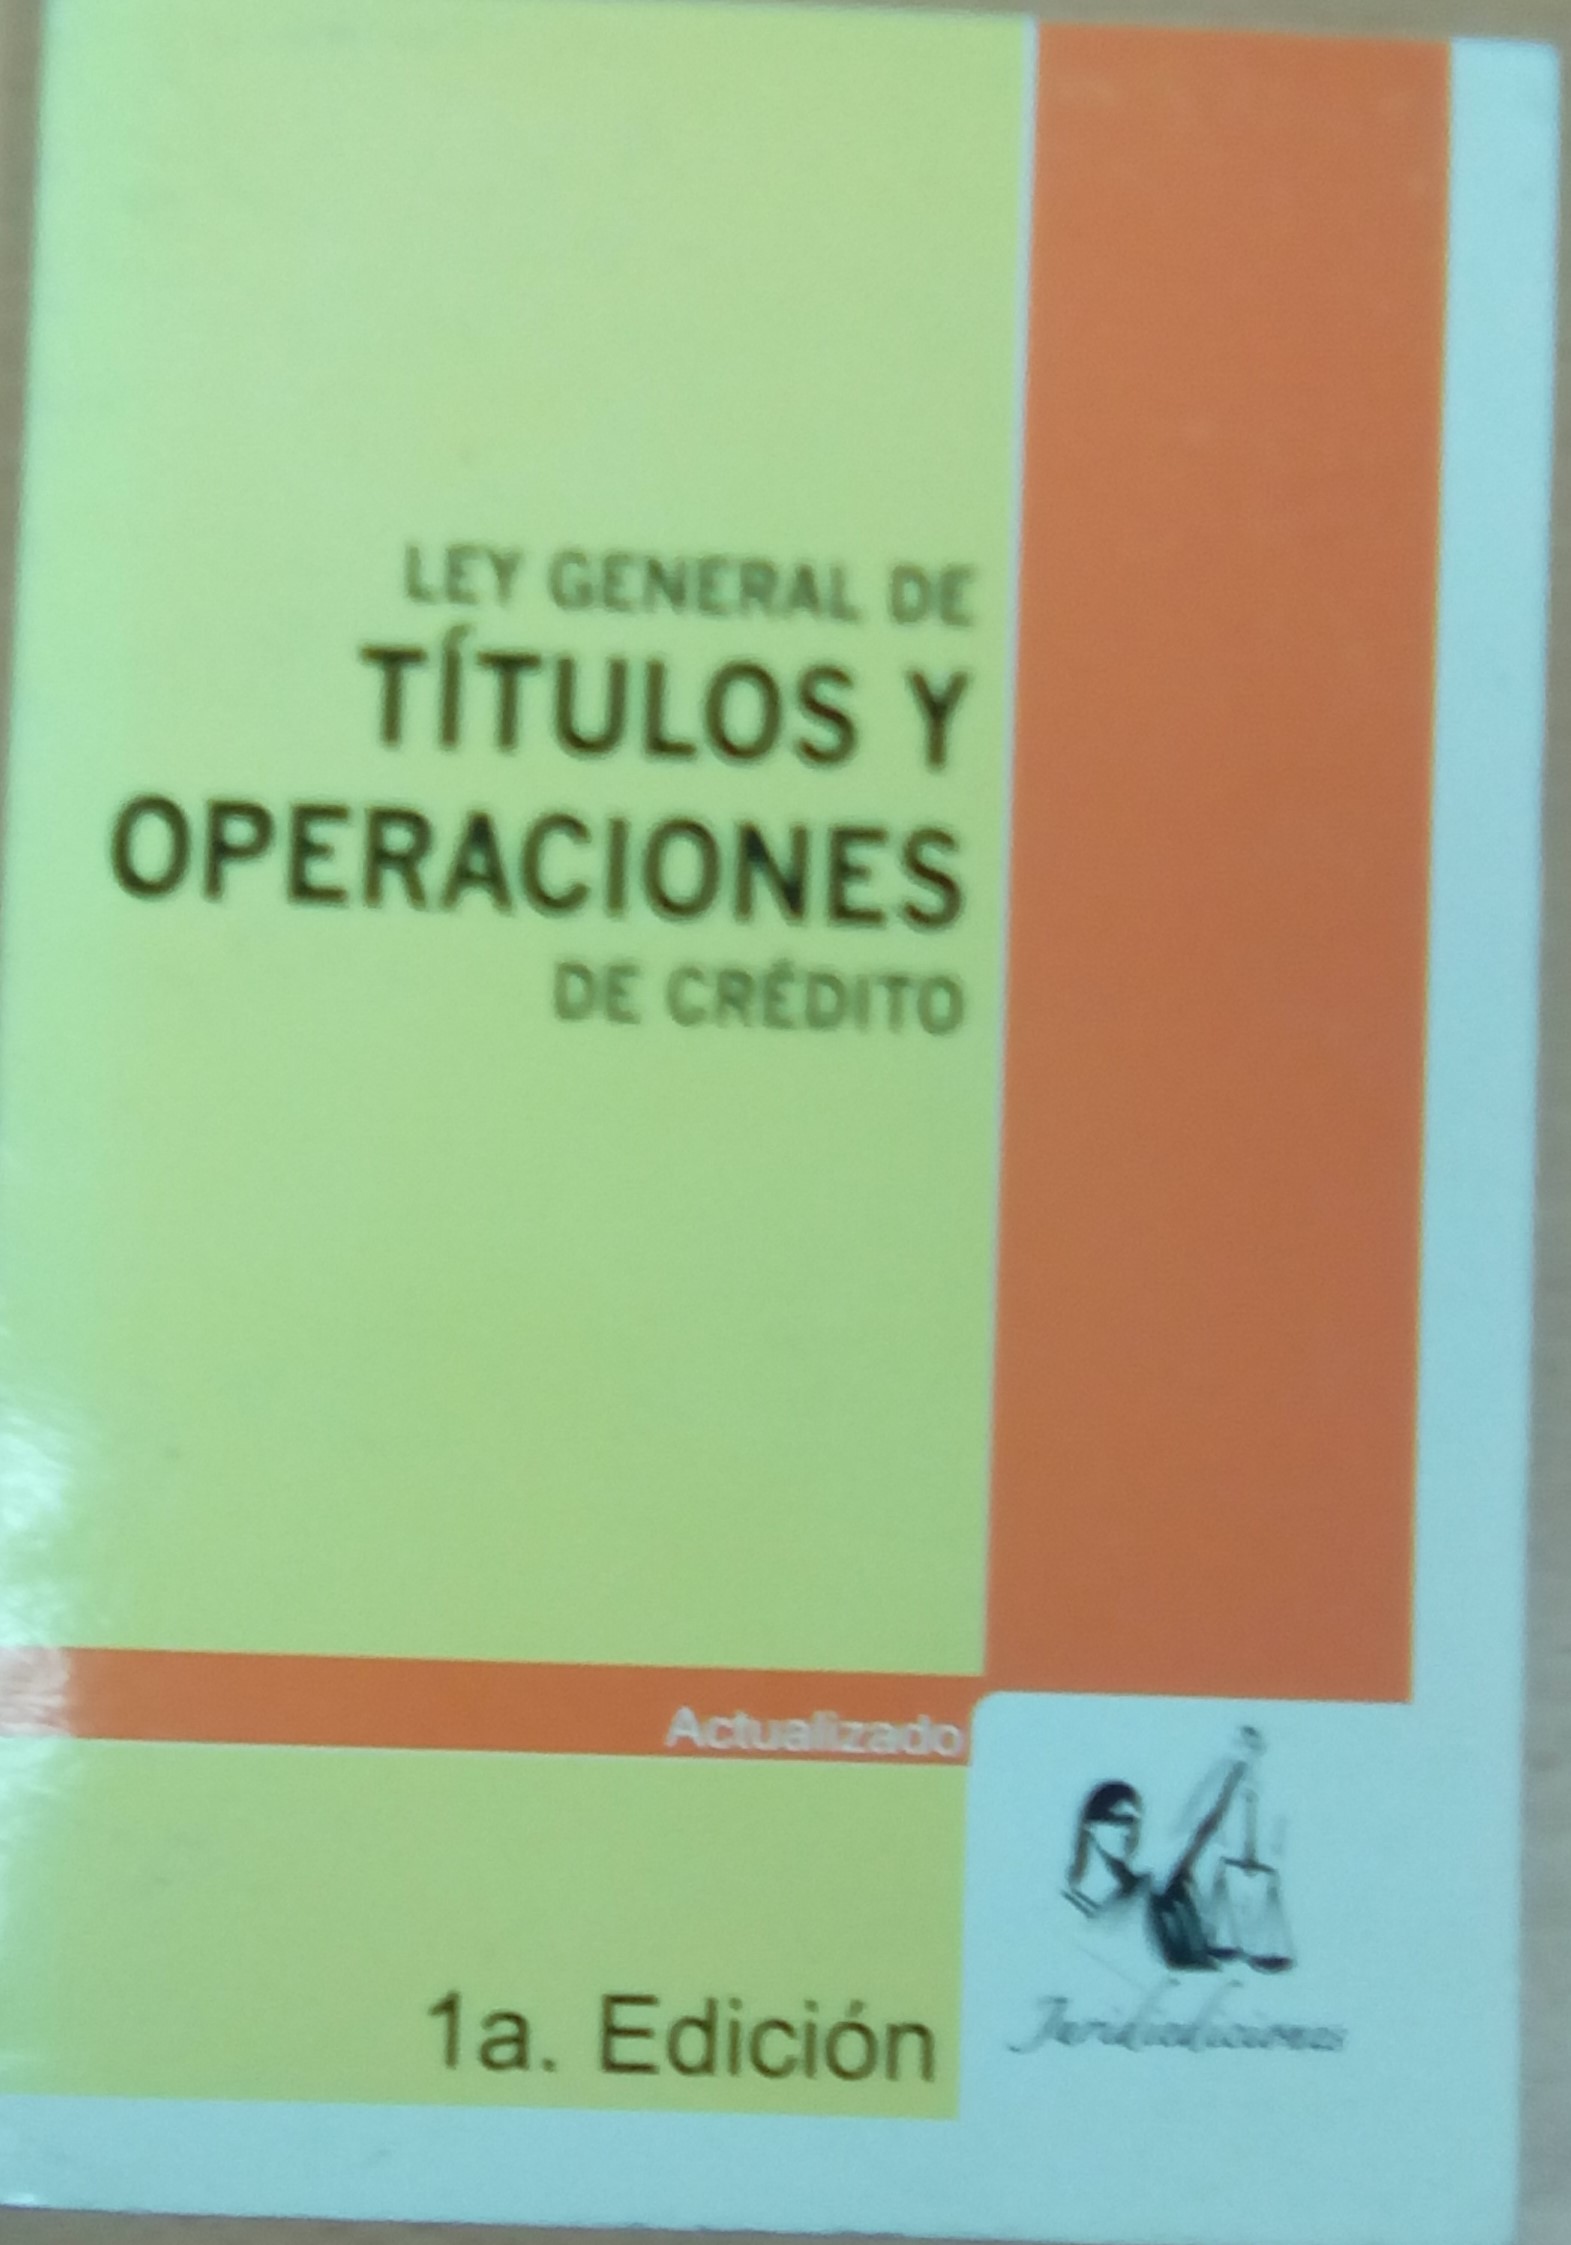 LEY GENERAL DE
TÍTULOS Y
OPERACIONES
DE CRÉDITO
Actualizado
1a. Edición